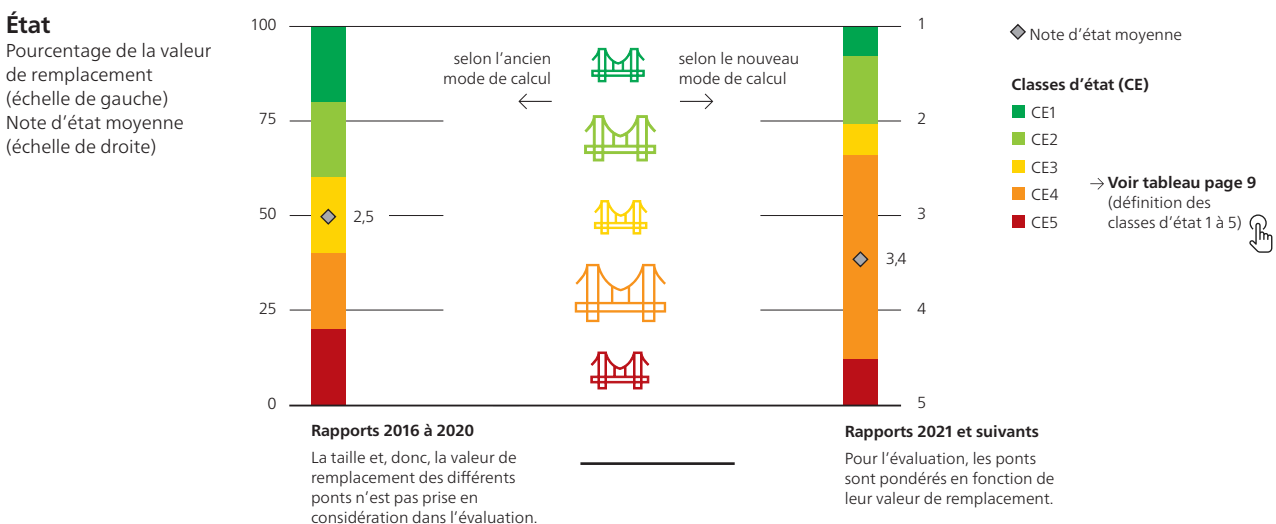 État
Pourcentage de la valeur
de remplacement
(échelle de gauche)
Note d'état moyenne
(échelle de droite)
100
75
50
25
0
2,5
selon l'ancien
mode de calcul
←
selon le nouveau
mode de calcul
→
1
2
3
4
5
3,4
Note d'état moyenne
Classes d'état (CE)
CE1
CE2
CE3
CE4
CE5
→ Voir tableau page 9
(définition des
classes d'état 1 à 5)
Rapports 2016 à 2020
La taille et, donc, la valeur de
remplacement des différents
ponts n'est pas prise en
considération dans l'évaluation.
Rapports 2021 et suivants
Pour l'évaluation, les ponts
sont pondérés en fonction de
leur valeur de remplacement.